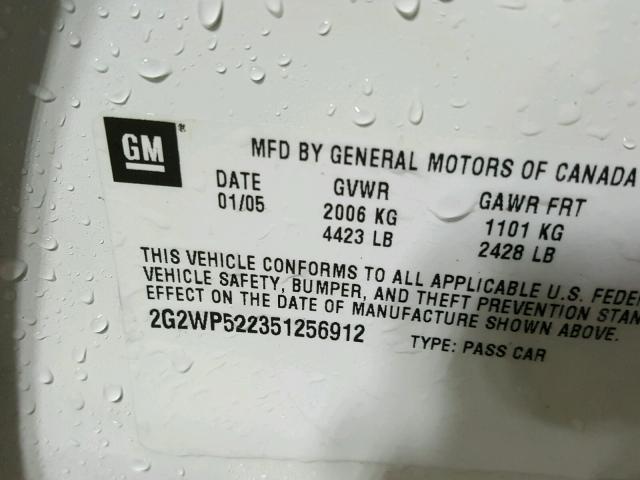 GM ®
MFD BY GENERAL MOTORS OF CANADA
DATE GVWR GAWR FRT
01/05 2006 KG 1101 KG
4423 LB 2428 LB
THIS VEHICLE CONFORMS TO ALL APPLICABLE U.S. FEDE
VEHICLE SAFETY, BUMPER, AND THEFT PREVENTION STAN
EFFECT ON THE DATE OF MANUFACTURE SHOWN ABOVE.
2G2WP522351256912 TYPE: PASS CAR